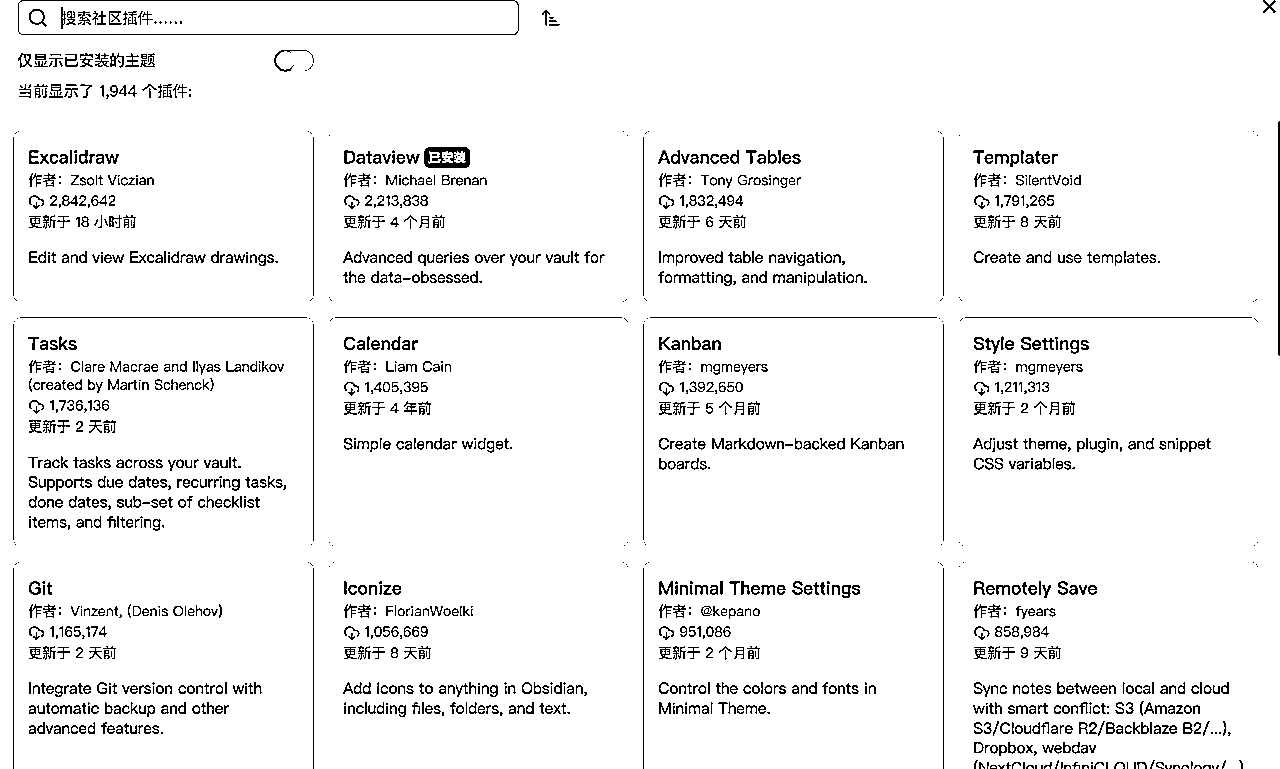 搜索社区插件……
仅显示已安装的主题
当前显示了 1,944 个插件:
Excalidraw
作者：Zsolt Viczian
2,842,642
更新于 18 小时前
Edit and view Excalidraw drawings.
Dataview 已安装
作者：Michael Brenan
2,213,838
更新于 4 个月前
Advanced queries over your vault for
the data-obsessed.
Advanced Tables
作者：Tony Grosinger
1,832,494
更新于 6 天前
Improved table navigation,
formatting, and manipulation.
Templater
作者：SilentVoid
1,791,265
更新于 8 天前
Create and use templates.
Tasks
作者：Clare Macrae and Ilyas Landikov
(created by Martin Schenck)
1,736,136
更新于 2 天前
Track tasks across your vault.
Supports due dates, recurring tasks,
done dates, sub-set of checklist
items, and filtering.
Calendar
作者：Liam Cain
1,405,395
更新于 4 年前
Simple calendar widget.
Kanban
作者：mgmeyers
1,392,650
更新于 5 个月前
Create Markdown-backed Kanban
boards.
Style Settings
作者：mgmeyers
1,211,313
更新于 2 个月前
Adjust theme, plugin, and snippet
CSS variables.
Git
作者：Vinzent, (Denis Olehov)
1,165,174
更新于 2 天前
Integrate Git version control with
automatic backup and other
advanced features.
Iconize
作者：FlorianWoelki
1,056,669
更新于 8 天前
Add icons to anything in Obsidian,
including files, folders, and text.
Minimal Theme Settings
作者：@kepano
951,086
更新于 2 个月前
Control the colors and fonts in
Minimal Theme.
Remotely Save
作者：fyears
858,984
更新于 9 天前
Sync notes between local and cloud
with smart conflict: S3 (Amazon
S3/Cloudflare R2/Backblaze B2/...),
Dropbox, webdav
(NextCloud/InfiniCLOUD/Synology/...)